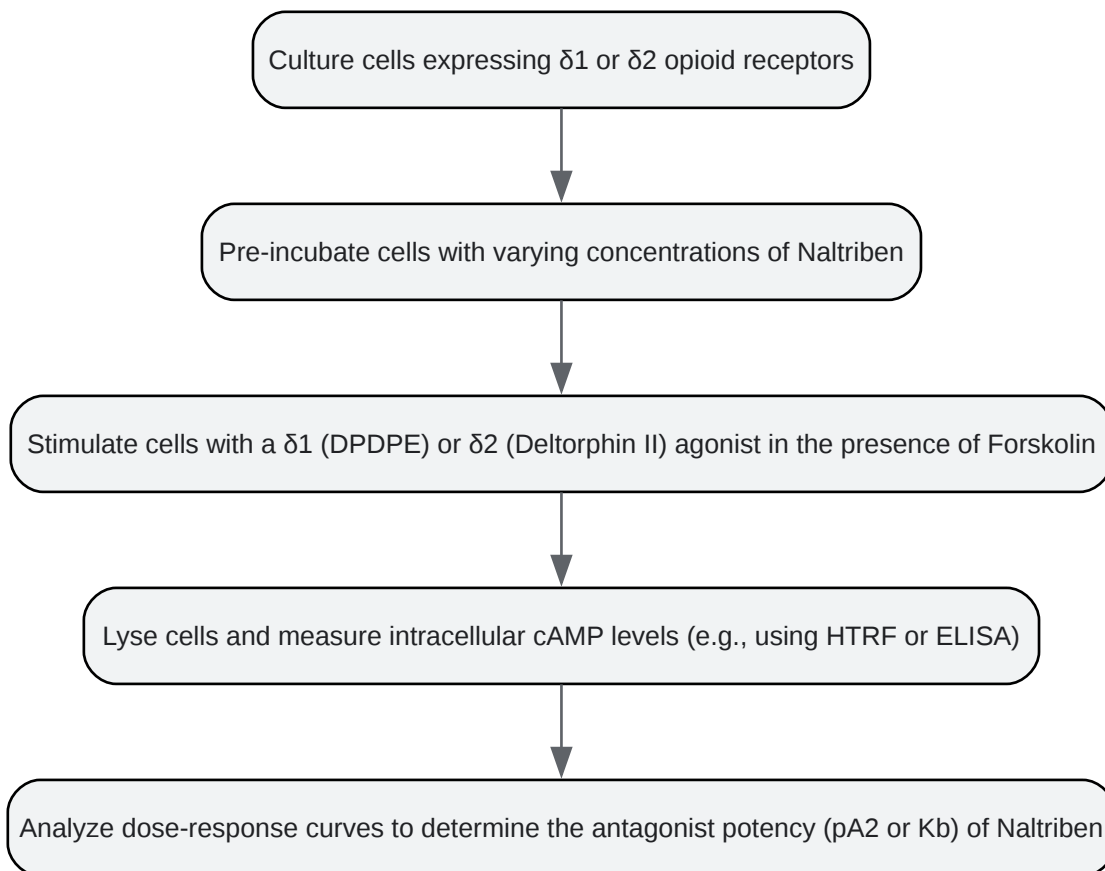 Culture cells expressing δ1 or δ2 opioid receptors
Pre-incubate cells with varying concentrations of Naltriben
Stimulate cells with a δ1 (DPDPE) or δ2 (Deltorphin II) agonist in the presence of Forskolin
Lyse cells and measure intracellular cAMP levels (e.g., using HTRF or ELISA)
Analyze dose-response curves to determine the antagonist potency (pA2 or Kb) of Naltriben